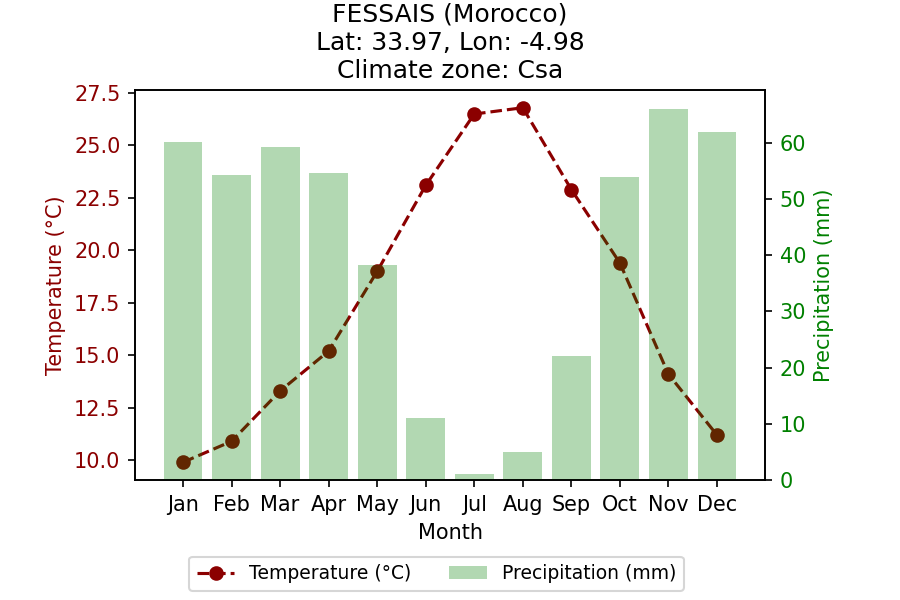 FESSAIS (Morocco)
Lat: 33.97, Lon: -4.98
Climate zone: Csa
27.5
25.0
22.5
20.0
17.5
15.0
12.5
10.0
Temperature (°C)
60
50
40
30
20
10
0
Precipitation (mm)
Jan Feb Mar Apr May Jun Jul Aug Sep Oct Nov Dec
Month
Temperature (°C) Precipitation (mm)